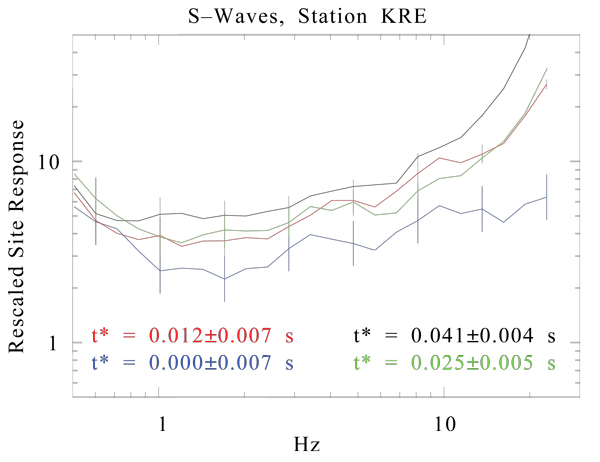 S–Waves, Station KRE
Rescaled Site Response
10
1
t* = 0.012±0.007 s
t* = 0.041±0.004 s
t* = 0.000±0.007 s
t* = 0.025±0.005 s
1
10
Hz